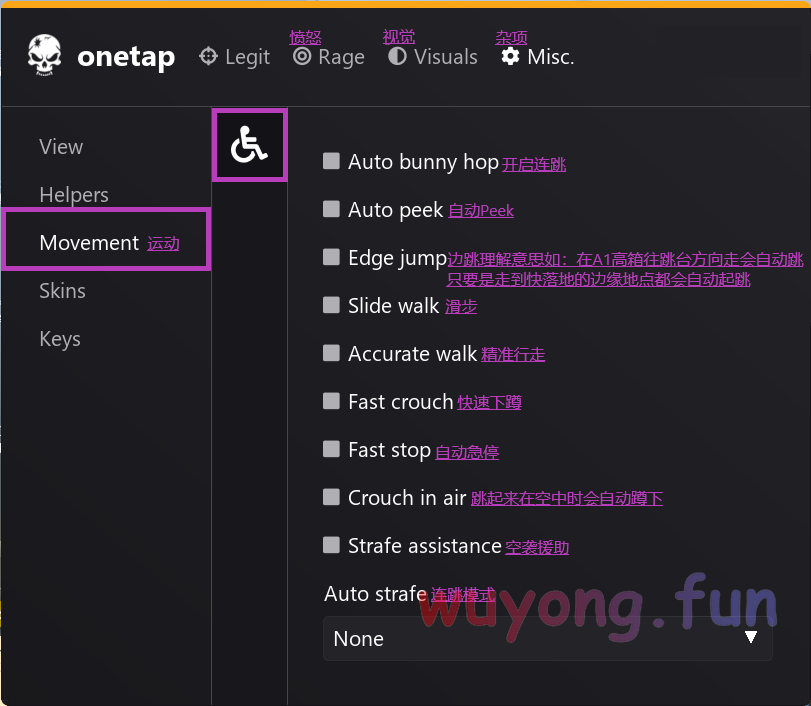 愤怒 视觉 杂项
onetap Legit Rage Visuals Misc.
View
Helpers
Movement 运动
Skins
Keys
Auto bunny hop 开启连跳
Auto peek 自动Peek
Edge jump 边跳理解意思如：在A1高箱往跳台方向走会自动跳
只要是走到快落地的边缘地点都会自动起跳
Slide walk 滑步
Accurate walk 精准行走
Fast crouch 快速下蹲
Fast stop 自动急停
Crouch in air 跳起来在空中时会自动蹲下
Strafe assistance 空袭援助
Auto strafe 连跳模式
wuyong.fun
None